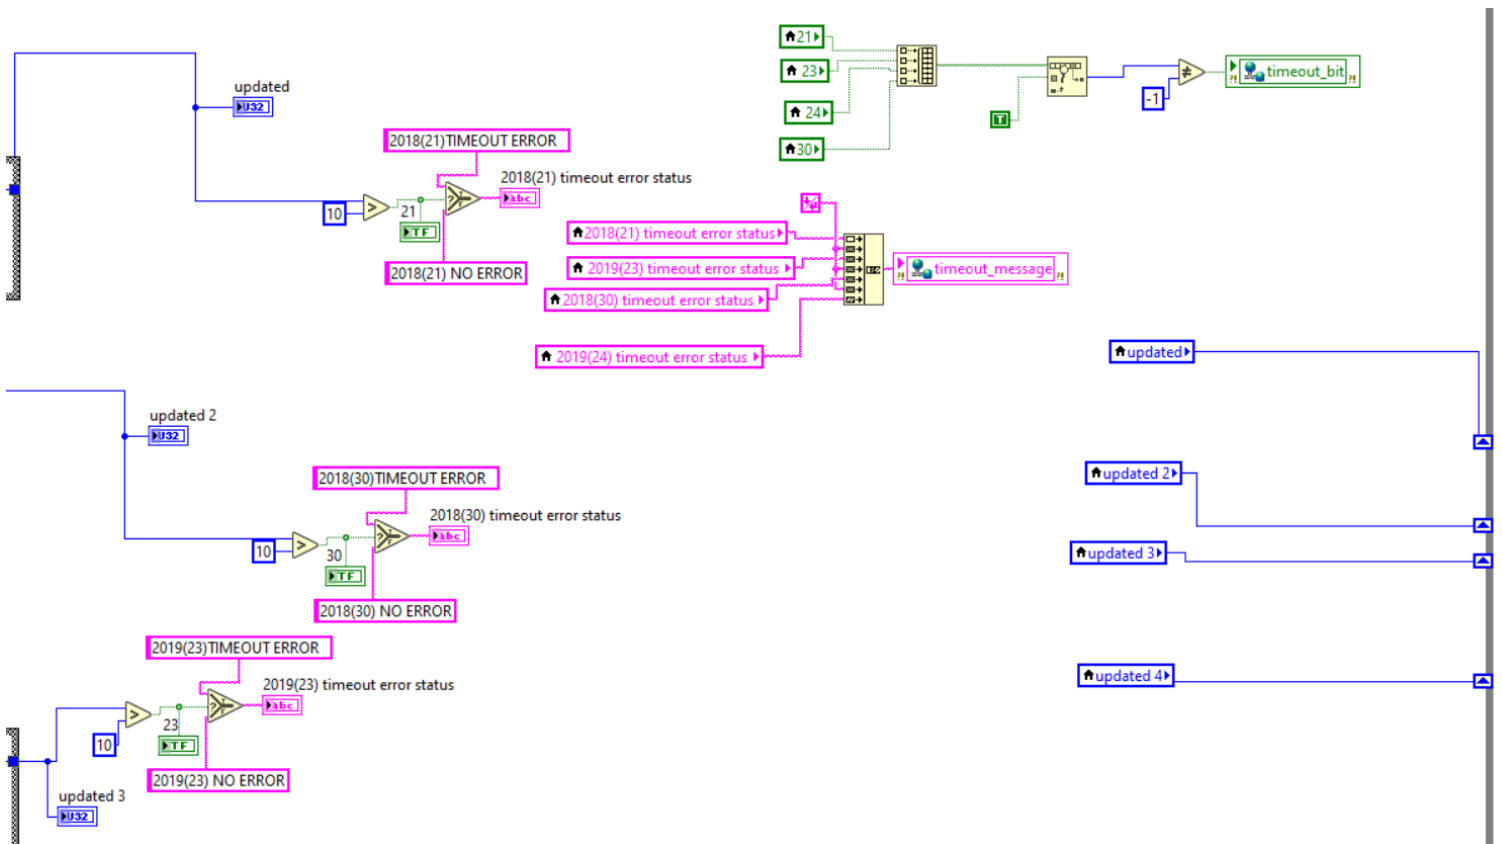 21
23
24
30
T
-1
timeout_bit
updated
U32
2018(21)TIMEOUT ERROR
2018(21) timeout error status
abc
10
21
TF
2018(21) NO ERROR
2018(21) timeout error status
2019(23) timeout error status
2018(30) timeout error status
2019(24) timeout error status
timeout_message
updated
updated 2
updated 3
updated 4
updated 2
U32
2018(30)TIMEOUT ERROR
2018(30) timeout error status
abc
10
30
TF
2018(30) NO ERROR
2019(23)TIMEOUT ERROR
2019(23) timeout error status
abc
10
23
TF
2019(23) NO ERROR
updated 3
U32